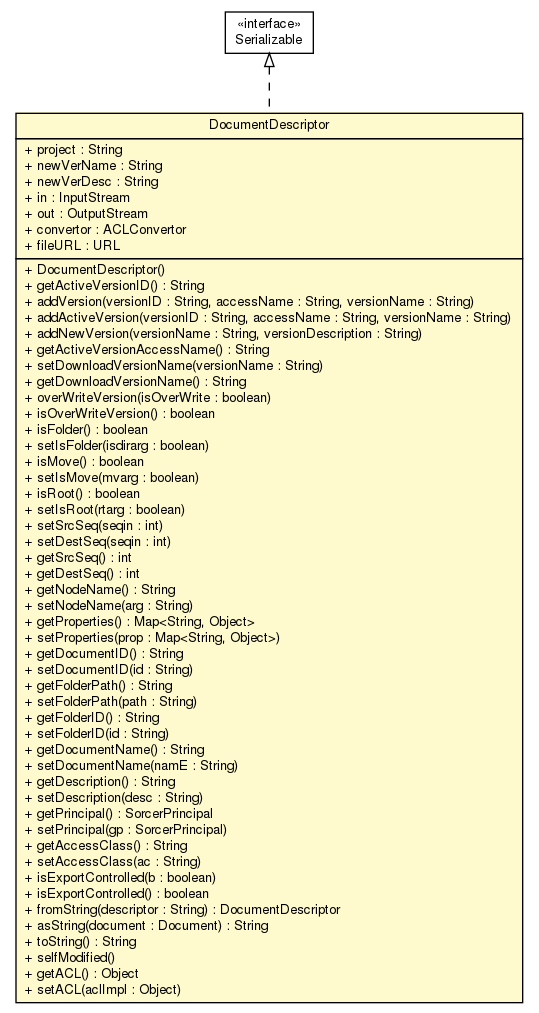 «interface»
Serializable
DocumentDescriptor
+ project : String
+ newVerName : String
+ newVerDesc : String
+ in : InputStream
+ out : OutputStream
+ convertor : ACLConvertor
+ fileURL : URL
+ DocumentDescriptor()
+ getActiveVersionID() : String
+ addVersion(versionID : String, accessName : String, versionName : String)
+ addActiveVersion(versionID : String, accessName : String, versionName : String)
+ addNewVersion(versionName : String, versionDescription : String)
+ getActiveVersionAccessName() : String
+ setDownloadVersionName(versionName : String)
+ getDownloadVersionName() : String
+ overWriteVersion(isOverWrite : boolean)
+ isOverWriteVersion() : boolean
+ isFolder() : boolean
+ setIsFolder(isdirarg : boolean)
+ isMove() : boolean
+ setIsMove(mvarg : boolean)
+ isRoot() : boolean
+ setIsRoot(rtarg : boolean)
+ setSrcSeq(seqin : int)
+ setDestSeq(seqin : int)
+ getSrcSeq() : int
+ getDestSeq() : int
+ getNodeName() : String
+ setNodeName(arg : String)
+ getProperties() : Map<String, Object>
+ setProperties(prop : Map<String, Object>)
+ getDocumentID() : String
+ setDocumentID(id : String)
+ getFolderPath() : String
+ setFolderPath(path : String)
+ getFolderID() : String
+ setFolderID(id : String)
+ getDocumentName() : String
+ setDocumentName(namE : String)
+ getDescription() : String
+ setDescription(desc : String)
+ getPrincipal() : SorcerPrincipal
+ setPrincipal(gp : SorcerPrincipal)
+ getAccessClass() : String
+ setAccessClass(ac : String)
+ isExportControlled(b : boolean)
+ isExportControlled() : boolean
+ fromString(descriptor : String) : DocumentDescriptor
+ asString(document : Document) : String
+ toString() : String
+ selfModified()
+ getACL() : Object
+ setACL(aclImpl : Object)